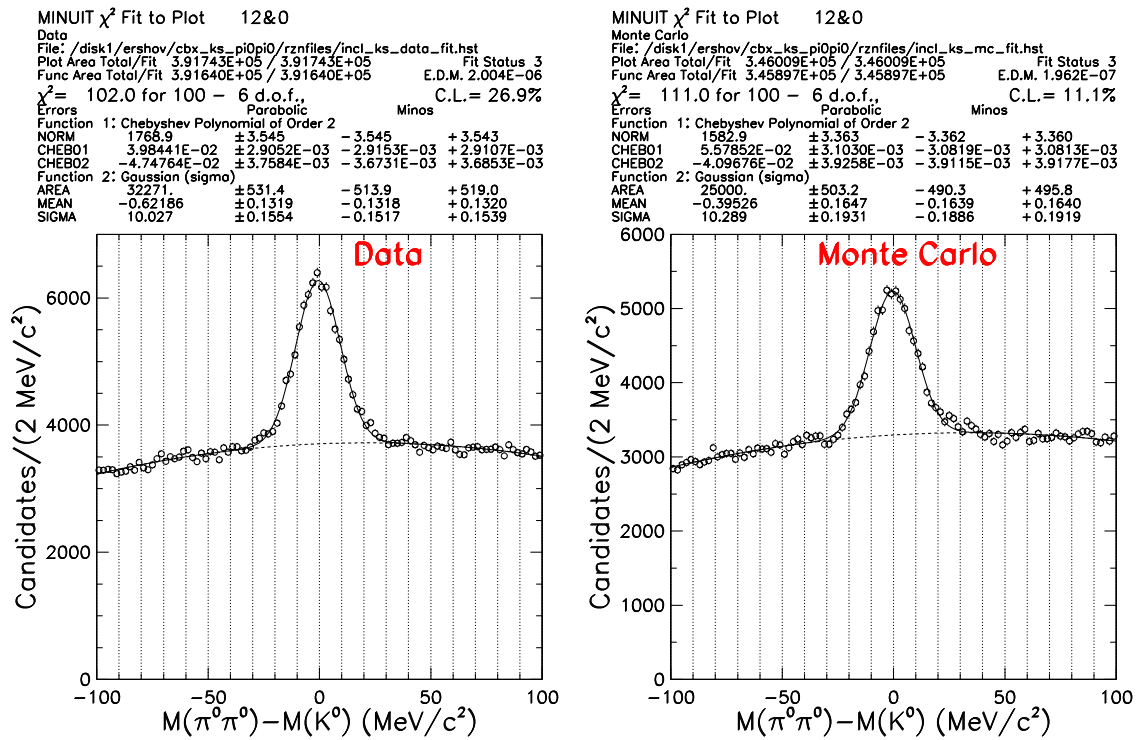 MINUIT χ² Fit to Plot 12&0
Data
File: /disk1/ershov/cbx_ks_pi0pi0/rznfiles/incl_ks_data_fit.hst
Plot Area Total/Fit 3.91743E+05 / 3.91743E+05 Fit Status 3
Func Area Total/Fit 3.91640E+05 / 3.91640E+05 E.D.M. 2.004E-06
χ²= 102.0 for 100 - 6 d.o.f., C.L.= 26.9%
Errors Parabolic Minos
Function 1: Chebyshev Polynomial of Order 2
NORM 1768.9 ±3.545 -3.545 +3.543
CHEB01 3.98441E-02 ±2.9052E-03 -2.9153E-03 +2.9107E-03
CHEB02 -4.74764E-02 ±3.7584E-03 -3.6731E-03 +3.6853E-03
Function 2: Gaussian (sigma)
AREA 32271. ±531.4 -513.9 +519.0
MEAN -0.62186 ±0.1319 -0.1318 +0.1320
SIGMA 10.027 ±0.1554 -0.1517 +0.1539
Data
6000
4000
2000
0
Candidates/(2 MeV/c²)
-100 -50 0 50 100
M(π⁰π⁰)-M(K⁰) (MeV/c²)
MINUIT χ² Fit to Plot 12&0
Monte Carlo
File: /disk1/ershov/cbx_ks_pi0pi0/rznfiles/incl_ks_mc_fit.hst
Plot Area Total/Fit 3.46009E+05 / 3.46009E+05 Fit Status 3
Func Area Total/Fit 3.45897E+05 / 3.45897E+05 E.D.M. 1.962E-07
χ²= 111.0 for 100 - 6 d.o.f., C.L.= 11.1%
Errors Parabolic Minos
Function 1: Chebyshev Polynomial of Order 2
NORM 1582.9 ±3.363 -3.362 +3.360
CHEB01 5.57852E-02 ±3.1030E-03 -3.0819E-03 +3.0813E-03
CHEB02 -4.09676E-02 ±3.9258E-03 -3.9115E-03 +3.9177E-03
Function 2: Gaussian (sigma)
AREA 25000. ±503.2 -490.3 +495.8
MEAN -0.39526 ±0.1647 -0.1639 +0.1640
SIGMA 10.289 ±0.1931 -0.1886 +0.1919
Monte Carlo
6000
5000
4000
3000
2000
1000
0
Candidates/(2 MeV/c²)
-100 -50 0 50 100
M(π⁰π⁰)-M(K⁰) (MeV/c²)